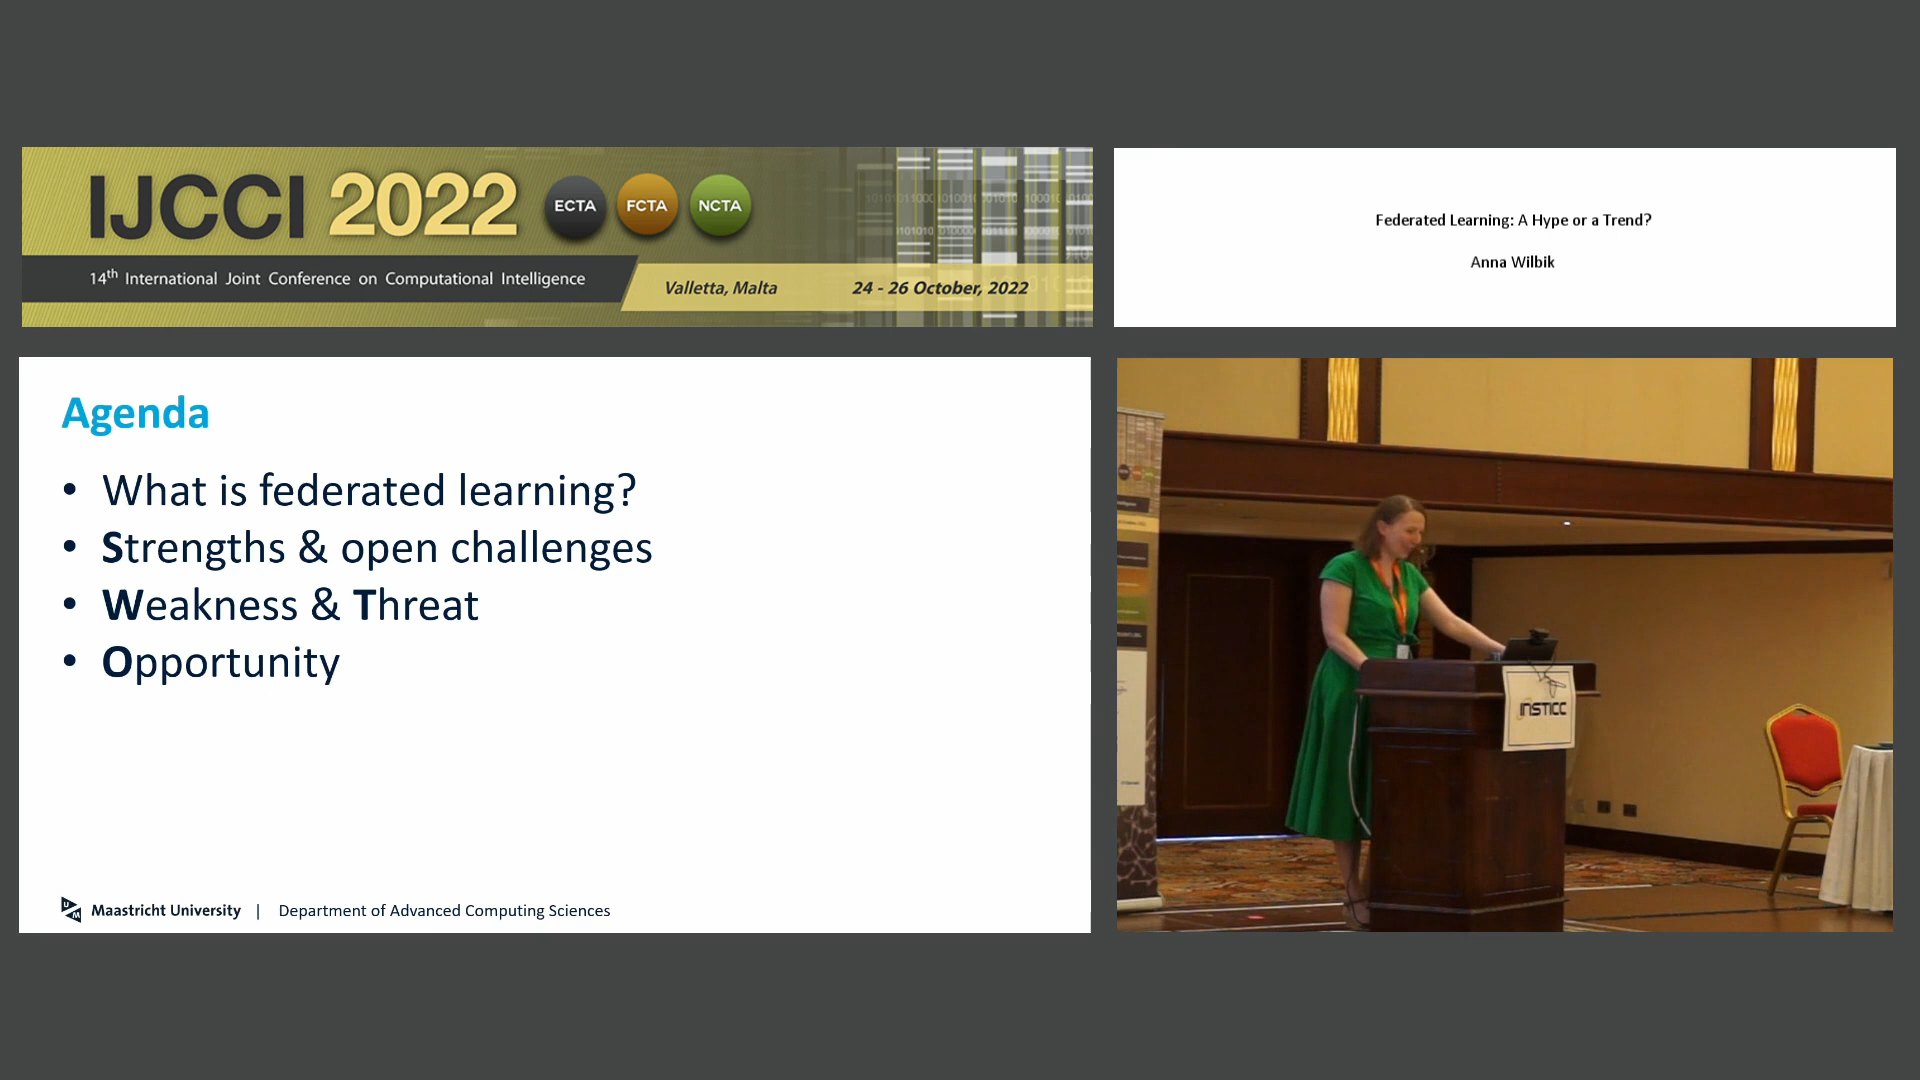 IJCCI 2022
ECTA
FCTA
NCTA
14th International Joint Conference on Computational Intelligence
Valletta, Malta
24 - 26 October, 2022
Federated Learning: A Hype or a Trend?
Anna Wilbik
Agenda
• What is federated learning?
• Strengths & open challenges
• Weakness & Threat
• Opportunity
Maastricht University | Department of Advanced Computing Sciences
INSTICC